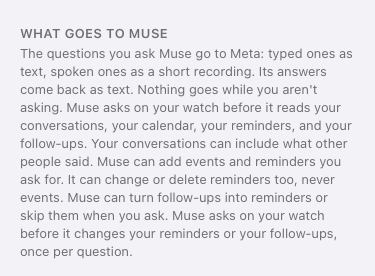 WHAT GOES TO MUSE
The questions you ask Muse go to Meta: typed ones as
text, spoken ones as a short recording. Its answers
come back as text. Nothing goes while you aren't
asking. Muse asks on your watch before it reads your
conversations, your calendar, your reminders, and your
follow-ups. Your conversations can include what other
people said. Muse can add events and reminders you
ask for. It can change or delete reminders too, never
events. Muse can turn follow-ups into reminders or
skip them when you ask. Muse asks on your watch
before it changes your reminders or your follow-ups,
once per question.